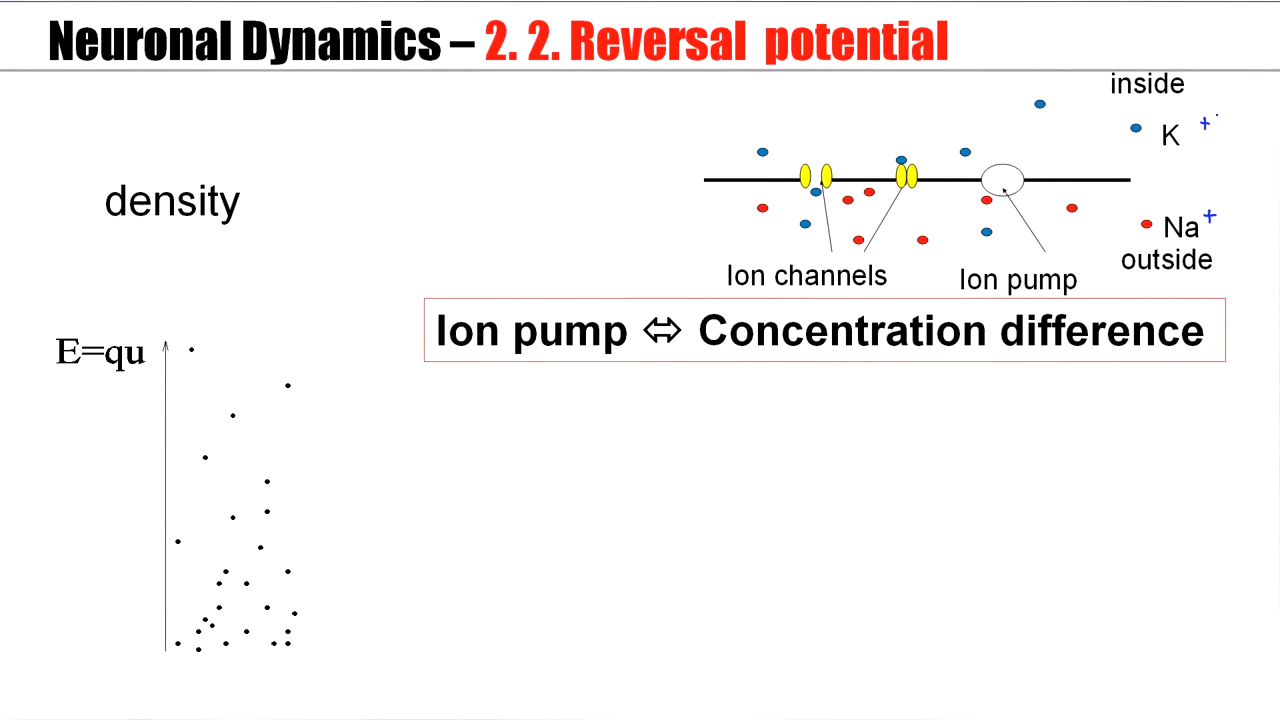 Neuronal Dynamics – 2. 2. Reversal potential
inside
K +
density
Na +
outside
Ion channels
Ion pump
Ion pump ⇔ Concentration difference
E=qu